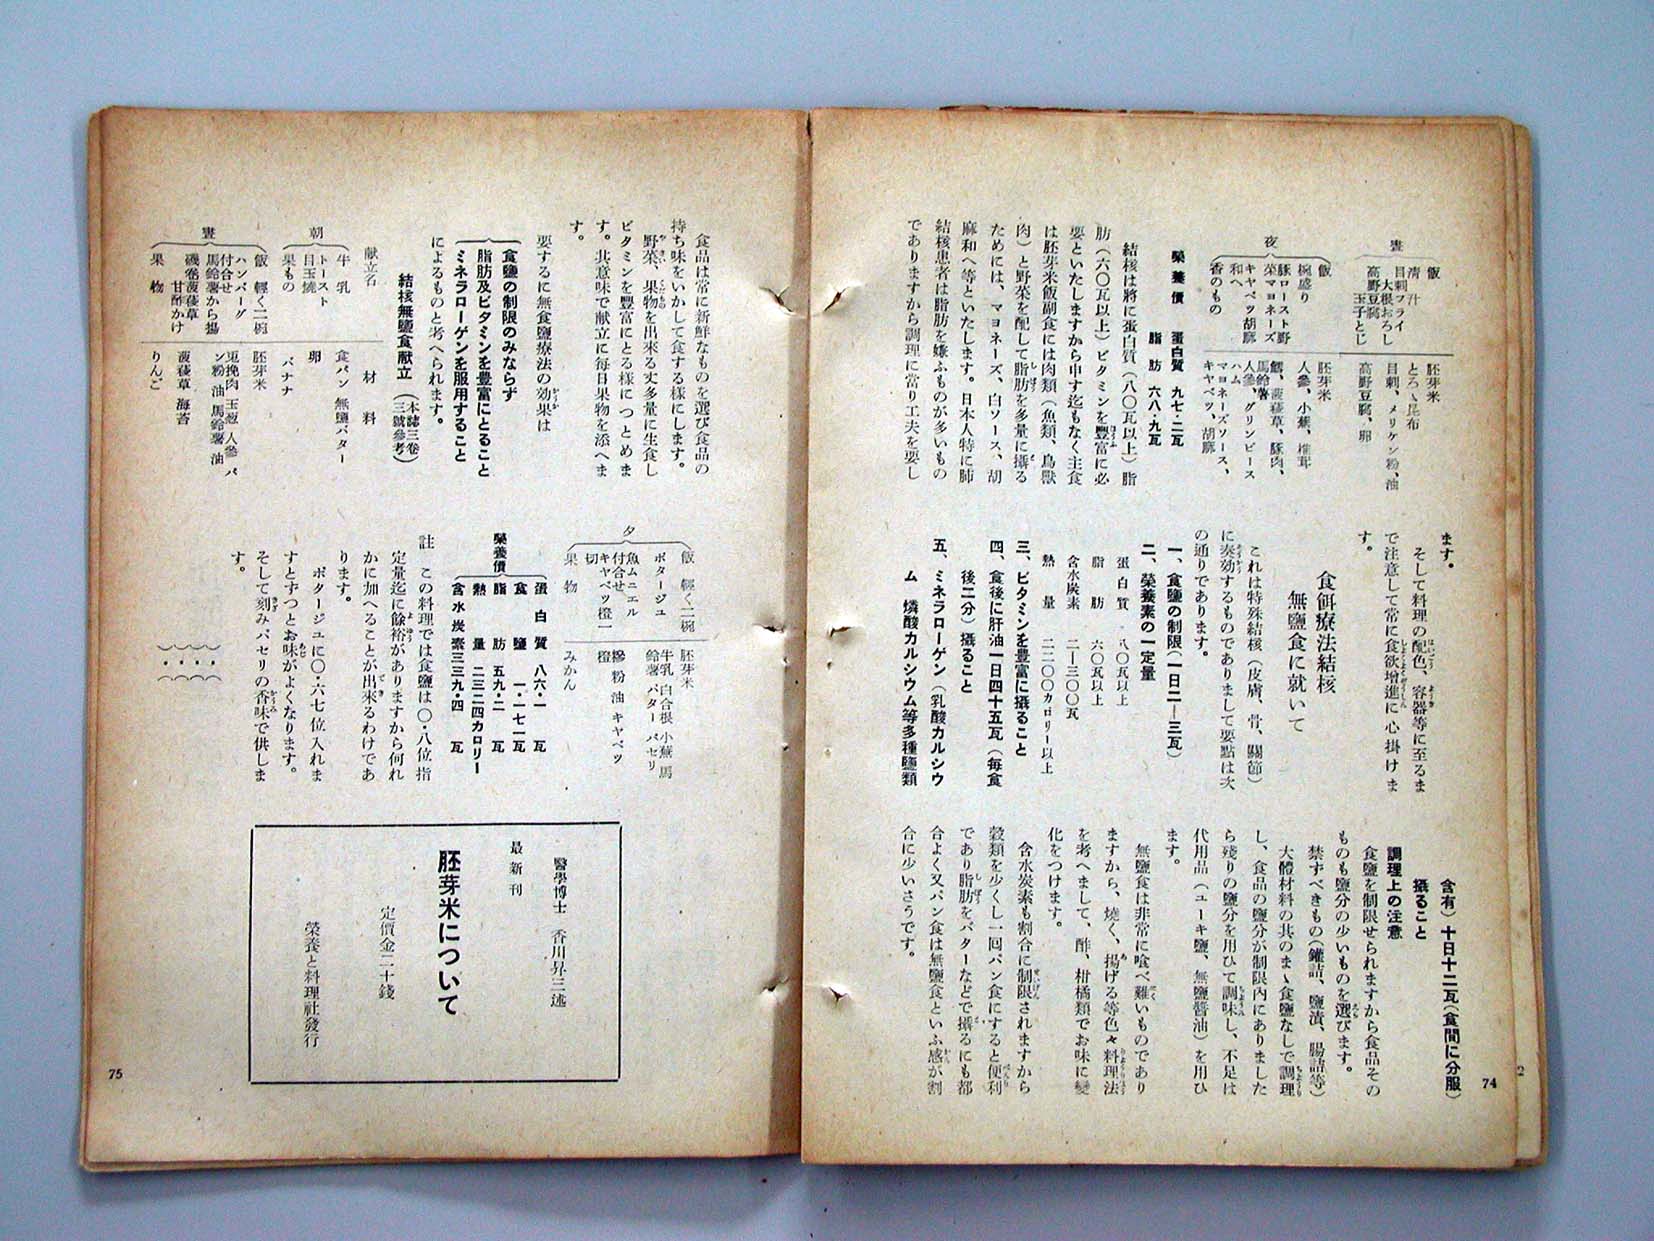 晝
飯
清汁
目刺フライ
大根おろし
高野豆腐
玉子とじ
胚芽米
とろゝ昆布
目刺、メリケン粉、油
高野豆腐、卵
夜
飯
椀盛り
豚ロースト野
菜マヨネーズ
キャベツ胡麻
和へ
香のもの
胚芽米
人參、小蕪、椎茸
鯛、菠薐草、豚肉、
馬鈴薯
人參、グリンピース
ハム
マヨネーズソース、
キャベツ、胡麻
榮養價 蛋白質 九七・二瓦
脂肪 六八・九瓦
結核は將に蛋白質（八〇瓦以上）脂
肪（六〇瓦以上）ビタミンを豐富に必
要といたしますから申す迄もなく主食
は胚芽米飯副食には肉類（魚類、鳥獸
肉）と野菜を配して脂肪を多量に攝る
ためには、マヨネーズ、白ソース、胡
麻和へ等といたします。日本人特に肺
結核患者は脂肪を嫌ふものが多いもの
でありますから調理に當り工夫を要し
ます。
そして料理の配色、容器等に至るま
で注意して常に食欲增進に心掛けま
す。
食餌療法結核
無鹽食に就いて
これは特殊結核（皮膚、骨、關節）
に奏効するものでありまして要點は次
の通りであります。
一、食鹽の制限（一日二―三瓦）
二、榮養素の一定量
蛋白質 八〇瓦以上
脂肪 六〇瓦以上
含水炭素 二―三〇〇瓦
熱量 二二〇〇カロリー以上
三、ビタミンを豐富に攝ること
四、食後に肝油一日四十五瓦（每食
後二分）攝ること
五、ミネラローゲン（乳酸カルシウ
ム 燐酸カルシウム等多種鹽類
含有）十日十二瓦（食間に分服）
攝ること
調理上の注意
食鹽を制限せられますから食品その
ものも鹽分の少いものを選びます。
禁ずべきもの（鑵詰、鹽漬、腸詰等）
大體材料の其のまゝ食鹽なしで調理
し、食品の鹽分が制限內にありました
ら殘りの鹽分を用ひて調味し、不足は
代用品（ユーキ鹽、無鹽醬油）を用ひ
ます。
無鹽食は非常に喰べ難いものであり
ますから、燒く、揚げる等色々料理法
を考へまして、酢、柑橘類でお味に變
化をつけます。
含水炭素も割合に制限されますから
穀類を少くし一回パン食にすると便利
であり脂肪をバターなどで攝るにも都
合よく又パン食は無鹽食といふ感が割
合に少いさうです。
74
2
食品は常に新鮮なものを選び食品の
持ち味をいかして食する樣にします。
野菜、果物を出來る丈多量に生食し
ビタミンを豐富にとる樣につとめま
す。共意味で献立に每日果物を添へま
す。
要するに無食鹽療法の効果は
食鹽の制限のみならず
脂肪及ビタミンを豐富にとること
ミネラローゲンを服用すること
によるものと考へられます。
結核無鹽食献立（本誌三卷三號參考）
献立名 材料
朝
牛乳
トースト
目玉燒
果もの
食パン 無鹽バター
卵
バナナ
晝
飯 輕く二碗
ハンバーグ
付合せ
馬鈴薯から揚
磯卷菠薐草
甘酢かけ
果物
胚芽米
兎挽肉 玉葱 人參 パ
ン粉 油 馬鈴薯 油
菠薐草 海苔
りんご
夕
飯 輕く二碗
ポタージュ
魚ムニエル
付合せ
キャベツ橙一
切
果物
胚芽米
牛乳 白合根 小蕪 馬
鈴薯 バター パセリ
粉 油 キャベツ
橙
みかん
榮養價
蛋白質 八六・一瓦
食鹽 一・一七一瓦
脂肪 五九・二瓦
熱量 二三二四カロリー
含水炭素 三三九・四瓦
註 この料理では食鹽は〇・八位指
定量迄に餘裕がありますから何れ
かに加へることが出來るわけであ
ります。
ポタージュに〇・六七位入れま
すとずつとお味がよくなります。
そして刻みパセリの香味で供しま
す。
醫學博士 香川昇三述
最新刊
胚芽米について
定價金二十錢
榮養と料理社發行
75